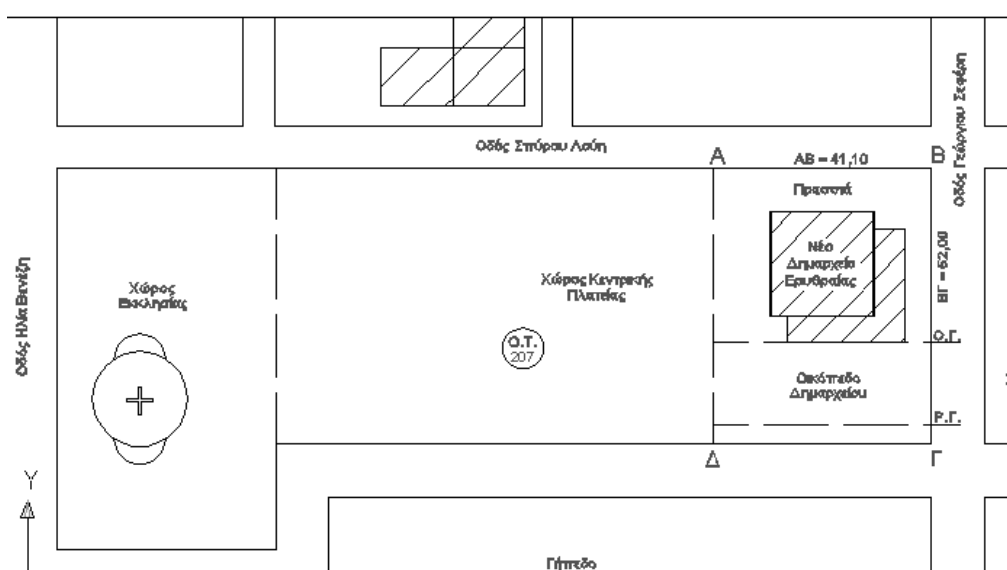 Οδός Σπύρου Λούη
Α
ΑΒ = 41,10
Β
Οδός Γεώργιου Σεφέρη
Πρασιά
Νέο
Δημαρχείο
Ερυθραίας
ΒΓ = 62,00
Χώρος Κεντρικής
Πλατείας
Χώρος
Εκκλησίας
Οδός Ηλία Βενέζη
Ο.Τ.
207
Ο.Γ.
Οικόπεδο
Δημαρχείου
Ρ.Γ.
Δ
Γ
Υ
Γήπεδο